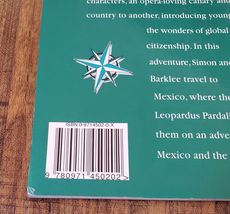 characters, an opera-loving canary and
country to another, introducing young
the wonders of global
citizenship. In this
adventure, Simon and
Barklee travel to
Mexico, where the
Leopardus Pardal
them on an adven
Mexico and the
ISBN 0-9714502-0-X
9 780971 450202 >